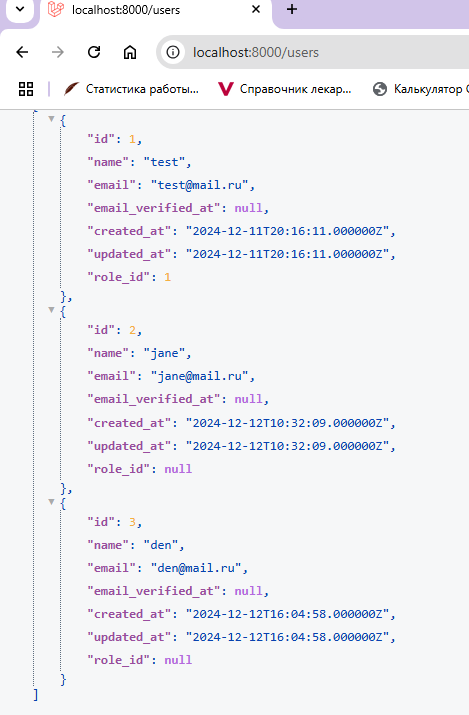 localhost:8000/users
localhost:8000/users
Статистика работы...
Справочник лекар...
Калькулятор
{
"id": 1,
"name": "test",
"email": "test@mail.ru",
"email_verified_at": null,
"created_at": "2024-12-11T20:16:11.000000Z",
"updated_at": "2024-12-11T20:16:11.000000Z",
"role_id": 1
},
{
"id": 2,
"name": "jane",
"email": "jane@mail.ru",
"email_verified_at": null,
"created_at": "2024-12-12T10:32:09.000000Z",
"updated_at": "2024-12-12T10:32:09.000000Z",
"role_id": null
},
{
"id": 3,
"name": "den",
"email": "den@mail.ru",
"email_verified_at": null,
"created_at": "2024-12-12T16:04:58.000000Z",
"updated_at": "2024-12-12T16:04:58.000000Z",
"role_id": null
}
]